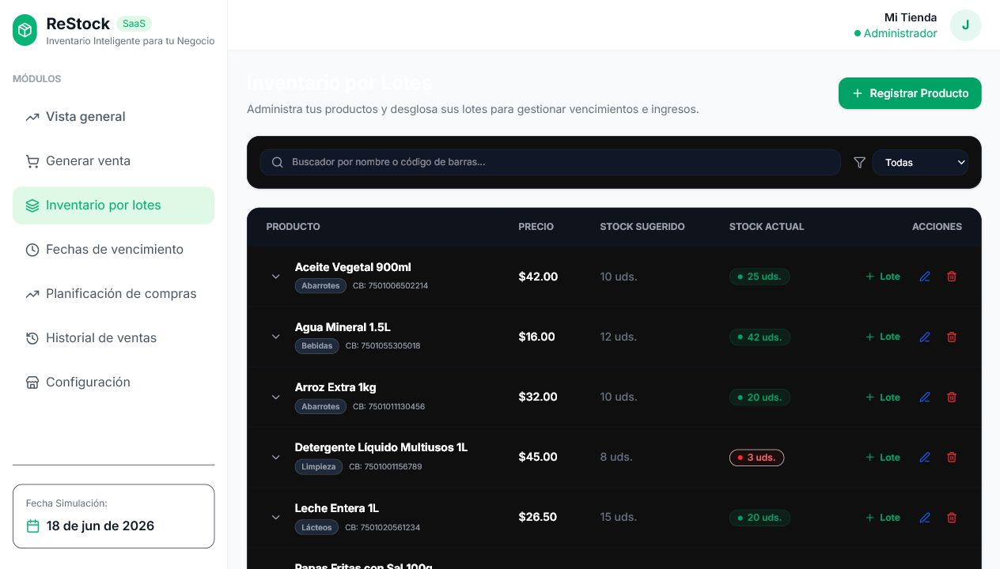 ReStock SaaS
Inventario Inteligente para tu Negocio
MÓDULOS
Vista general
Generar venta
Inventario por lotes
Fechas de vencimiento
Planificación de compras
Historial de ventas
Configuración
Fecha Simulación:
18 de jun de 2026
Mi Tienda
Administrador
J
Inventario por Lotes
Administra tus productos y desglosa sus lotes para gestionar vencimientos e ingresos.
+ Registrar Producto
Buscador por nombre o código de barras...
Todas
PRODUCTO PRECIO STOCK SUGERIDO STOCK ACTUAL ACCIONES
Aceite Vegetal 900ml
Abarrotes CB: 7501006502214
$42.00 10 uds. 25 uds. + Lote
Agua Mineral 1.5L
Bebidas CB: 7501055305018
$16.00 12 uds. 42 uds. + Lote
Arroz Extra 1kg
Abarrotes CB: 7501011130456
$32.00 10 uds. 20 uds. + Lote
Detergente Líquido Multiusos 1L
Limpieza CB: 7501001156789
$45.00 8 uds. 3 uds. + Lote
Leche Entera 1L
Lácteos CB: 7501020561234
$26.50 15 uds. 20 uds. + Lote
Papas Fritas con Sal 100g